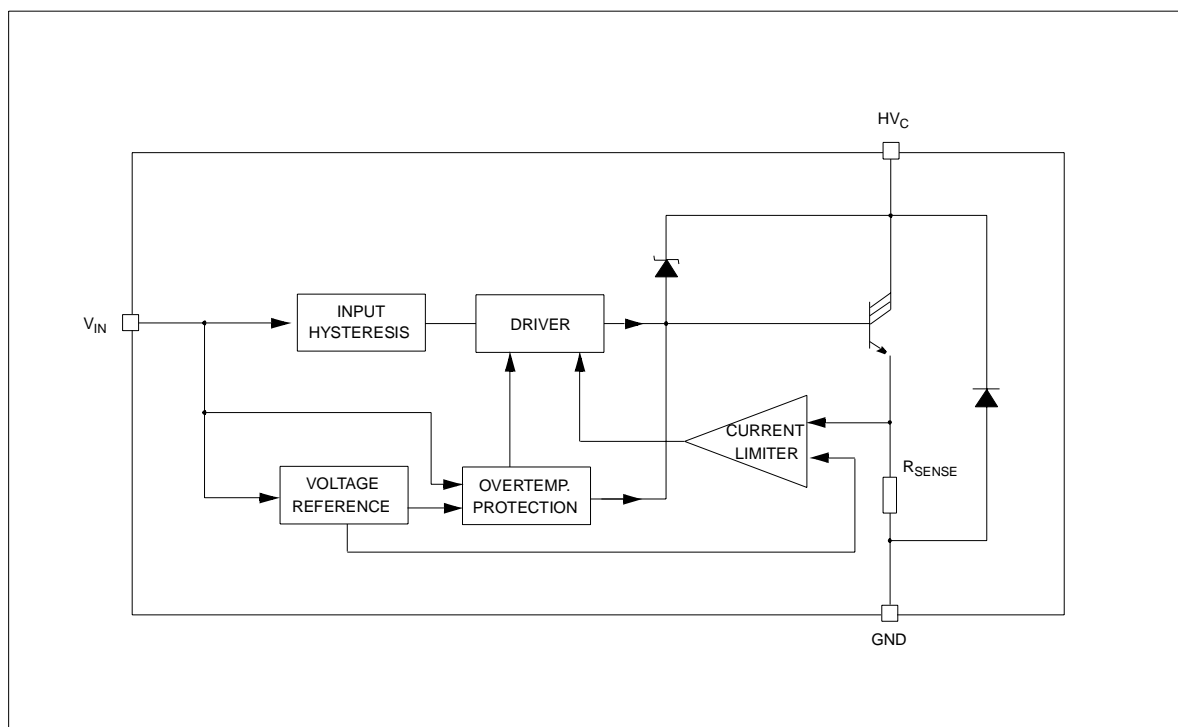 HVC
VIN
INPUT
HYSTERESIS
DRIVER
CURRENT
LIMITER
RSENSE
VOLTAGE
REFERENCE
OVERTEMP.
PROTECTION
GND